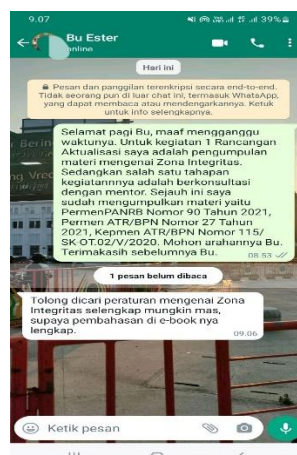 9.07
39%
Bu Ester
online
Hari ini
Pesan dan panggilan terenkripsi secara end-to-end.
Tidak seorang pun di luar chat ini, termasuk WhatsApp,
yang dapat membaca atau mendengarkannya. Ketuk
untuk info selengkapnya.
Selamat pagi Bu, maaf mengganggu
waktunya. Untuk kegiatan 1 Rancangan
Aktualisasi saya adalah pengumpulan
materi mengenai Zona Integritas.
Sedangkan salah satu tahapan
kegiatannnya adalah berkonsultasi
dengan mentor. Sejauh ini saya
sudah mengumpulkan materi yaitu
PermenPANRB Nomor 90 Tahun 2021,
Permen ATR/BPN Nomor 27 Tahun
2021, Kepmen ATR/BPN Nomor 115/
SK-OT.02/V/2020. Mohon arahannya Bu.
Terimakasih sebelumnya Bu.
08.53
1 pesan belum dibaca
Tolong dicari peraturan mengenai Zona
Integritas selengkap mungkin mas,
supaya pembahasan di e-book nya
lengkap.
09.06
Ketik pesan